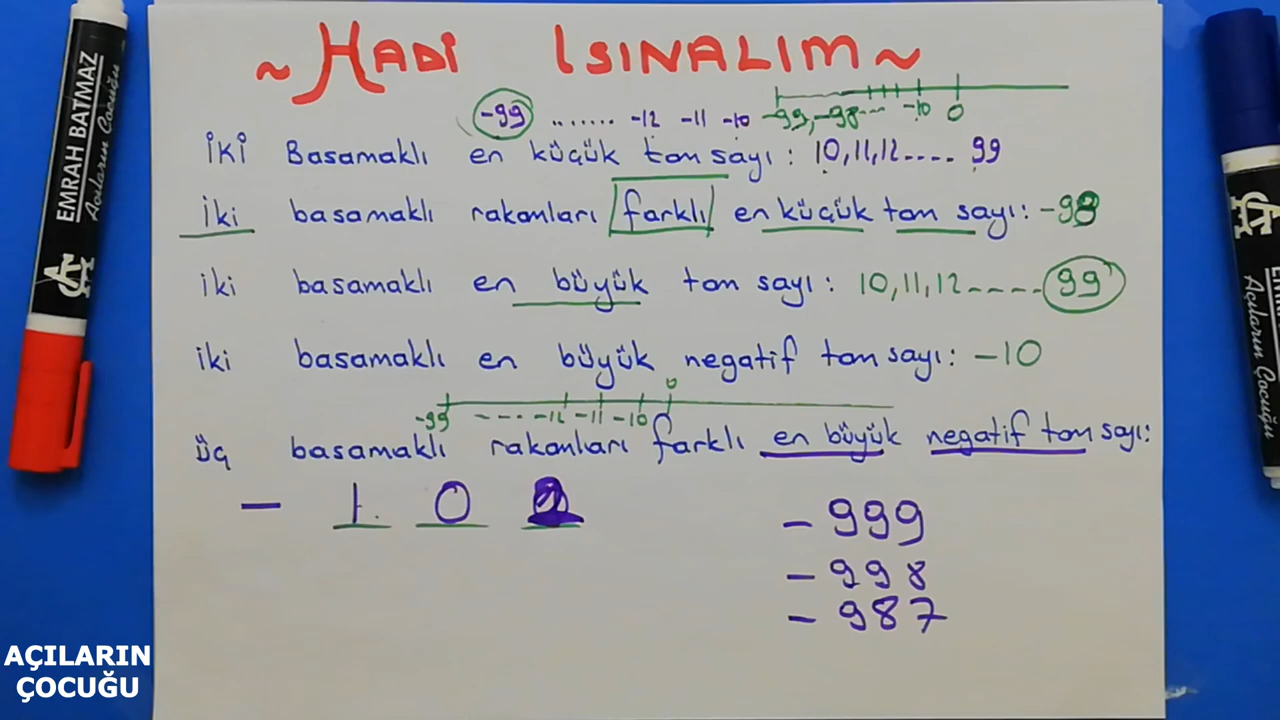 ~ HADİ ISINALIM ~
-99 ....... -12 -11 -10 -99, -98.... -10 0
İKİ Basamaklı en küçük tam sayı : 10,11,12.... 99
İki basamaklı rakamları farklı en küçük tam sayı: -98
iki basamaklı en büyük tam sayı : 10,11,12-----99
iki basamaklı en büyük negatif tam sayı: -10
-99 ---- -12 -11 -10 0
üç basamaklı rakamları farklı en büyük negatif tam sayı:
- 1 0 2
- 999
- 998
- 987
EMRAH BATMAZ
Açıların Çocuğu
Açıların Çocuğu
AÇILARIN
ÇOCUĞU